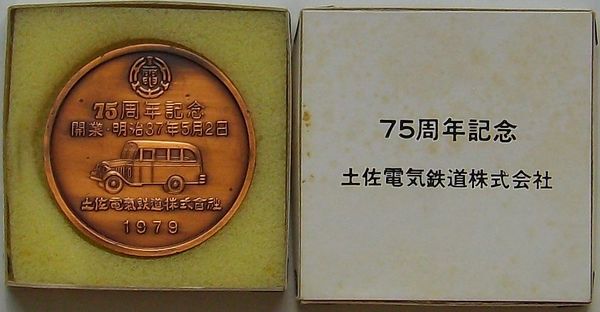 75周年記念
開業・明治37年5月2日
土佐電氣鉄道株式会社
1979
75周年記念
土佐電気鉄道株式会社